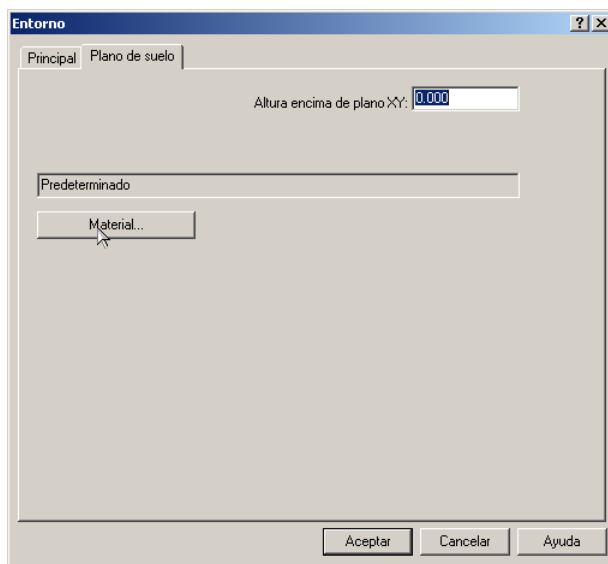 Entorno
Principal Plano de suelo
Altura encima de plano XY: 0.000
Predeterminado
Material...
Aceptar Cancelar Ayuda